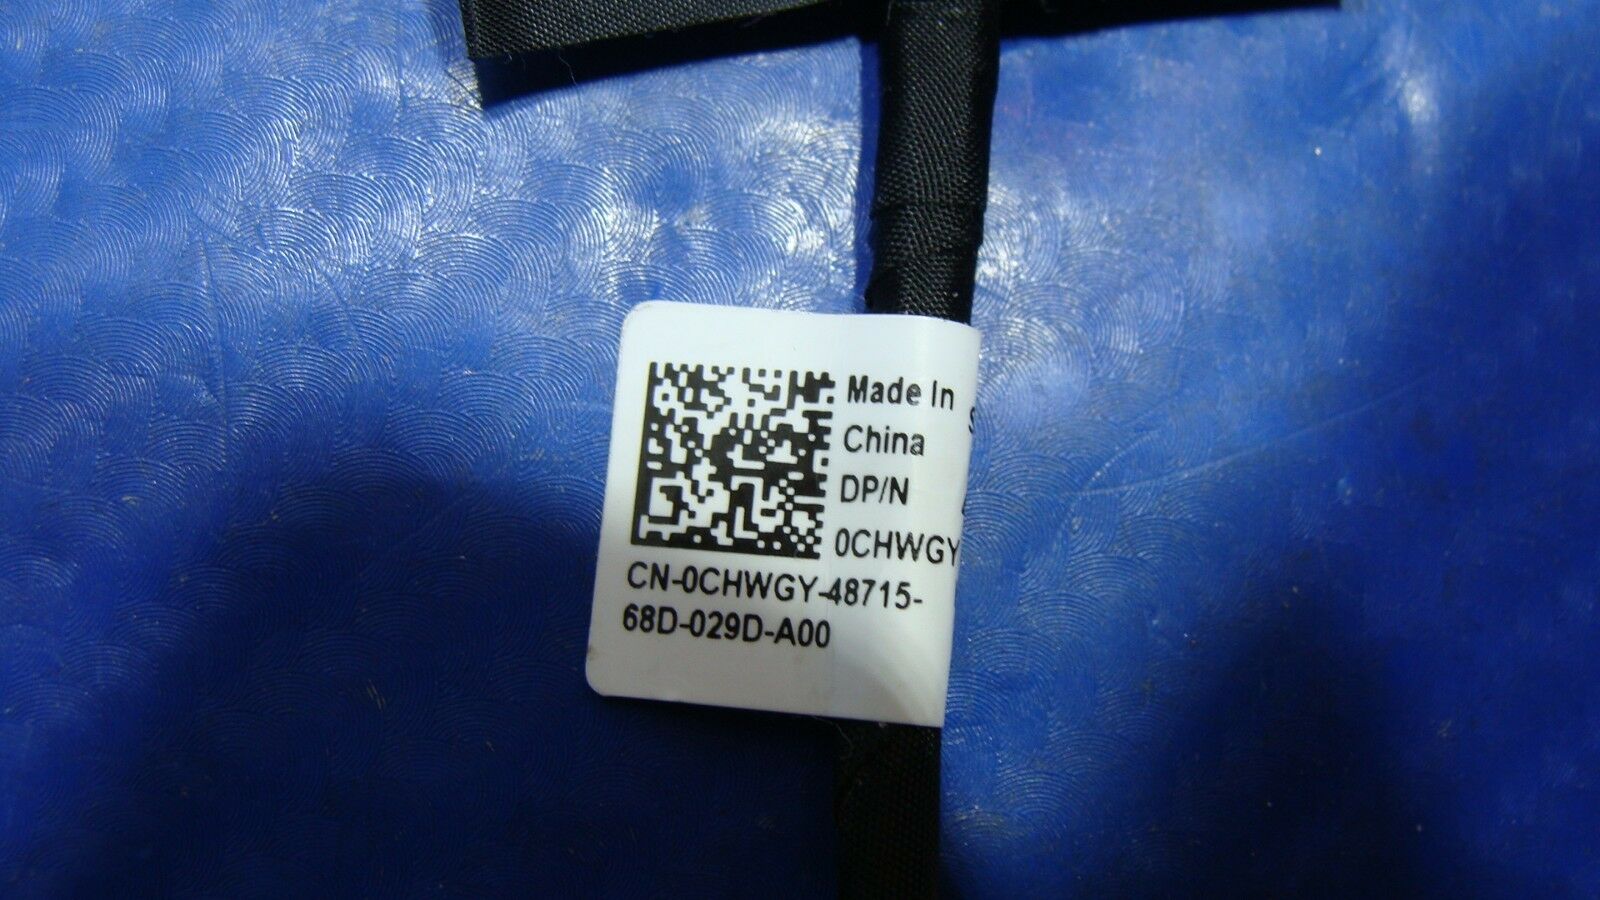 Made In
China
DP/N
0CHWGY
CN-0CHWGY-48715-
68D-029D-A00